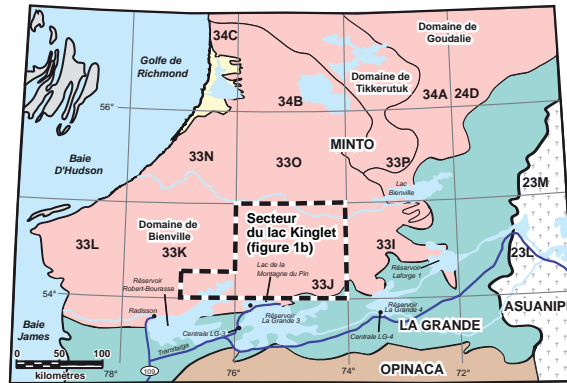 34C
Domaine de
Goudalie
Golfe de
Richmond
Domaine de
Tikkerutuk
34A
24D
34B
56°
MINTO
Baie
D'Hudson
33N
33O
33P
Lac
Bienville
23M
Secteur
du lac Kinglet
(figure 1b)
Domaine de
Bienville
33L
33K
33I
23L
Lac de la
Montagne du Pin
Réservoir
Laforge 1
Réservoir
Robert-Bourassa
33J
54°
ASUANIPI
Radisson
Réservoir
La Grande 3
Réservoir
La Grande 4
LA GRANDE
Baie
James
Centrale LG-3
Centrale LG-4
Transtaiga
0 50 100
kilomètres
109
78°
76°
74°
72°
OPINACA